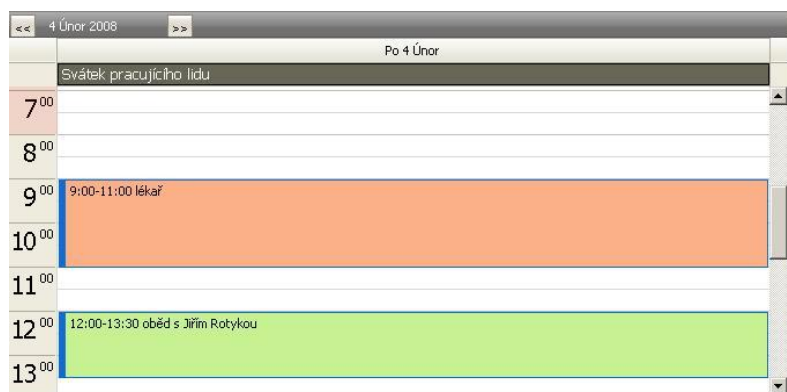 << 4 Únor 2008 >>
Po 4 Únor
Svátek pracujícího lidu
7 00
8 00
9 00
9:00-11:00 lékař
10 00
11 00
12 00
12:00-13:30 oběd s Jiřím Rotykou
13 00